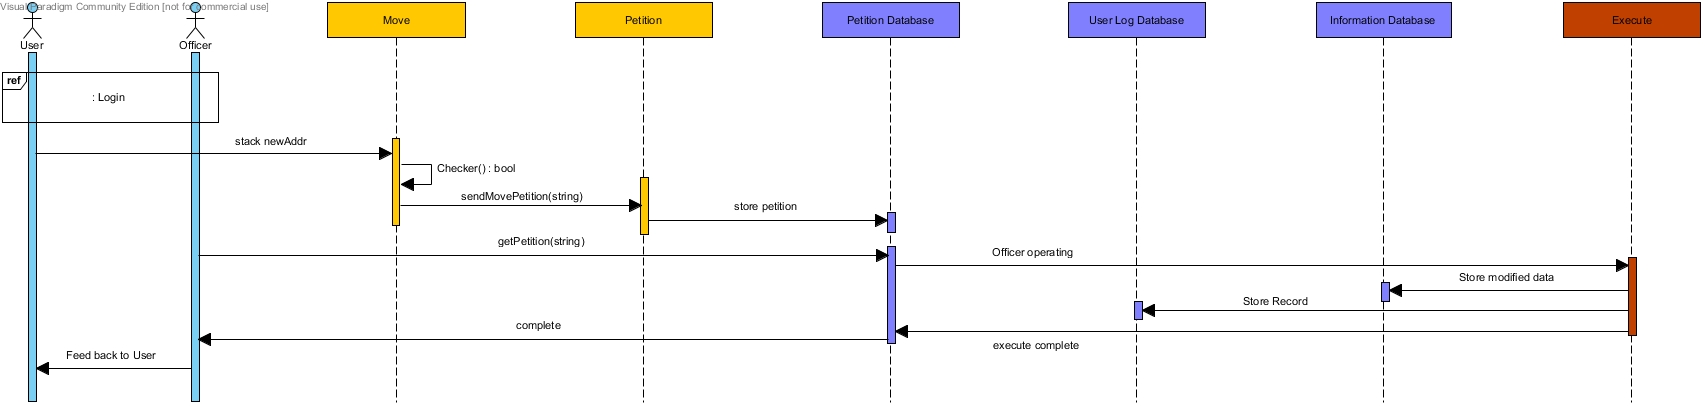 Visual Paradigm Community Edition [not for commercial use]
User
Officer
Move
Petition
Petition Database
User Log Database
Information Database
Execute
ref
: Login
stack newAddr
Checker() : bool
sendMovePetition(string)
store petition
getPetition(string)
Officer operating
Store modified data
Store Record
complete
execute complete
Feed back to User